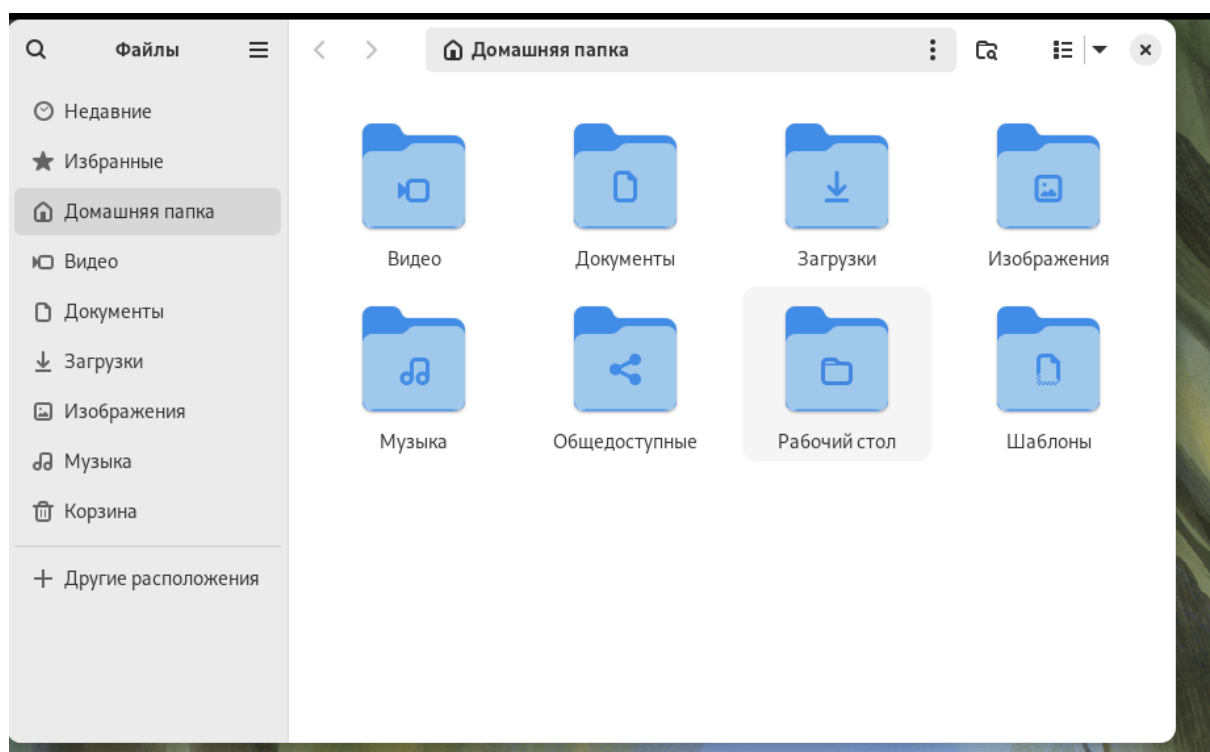 Файлы
Домашняя папка
Недавние
Избранные
Домашняя папка
Видео
Документы
Загрузки
Изображения
Музыка
Корзина
Другие расположения
Видео
Документы
Загрузки
Изображения
Музыка
Общедоступные
Рабочий стол
Шаблоны